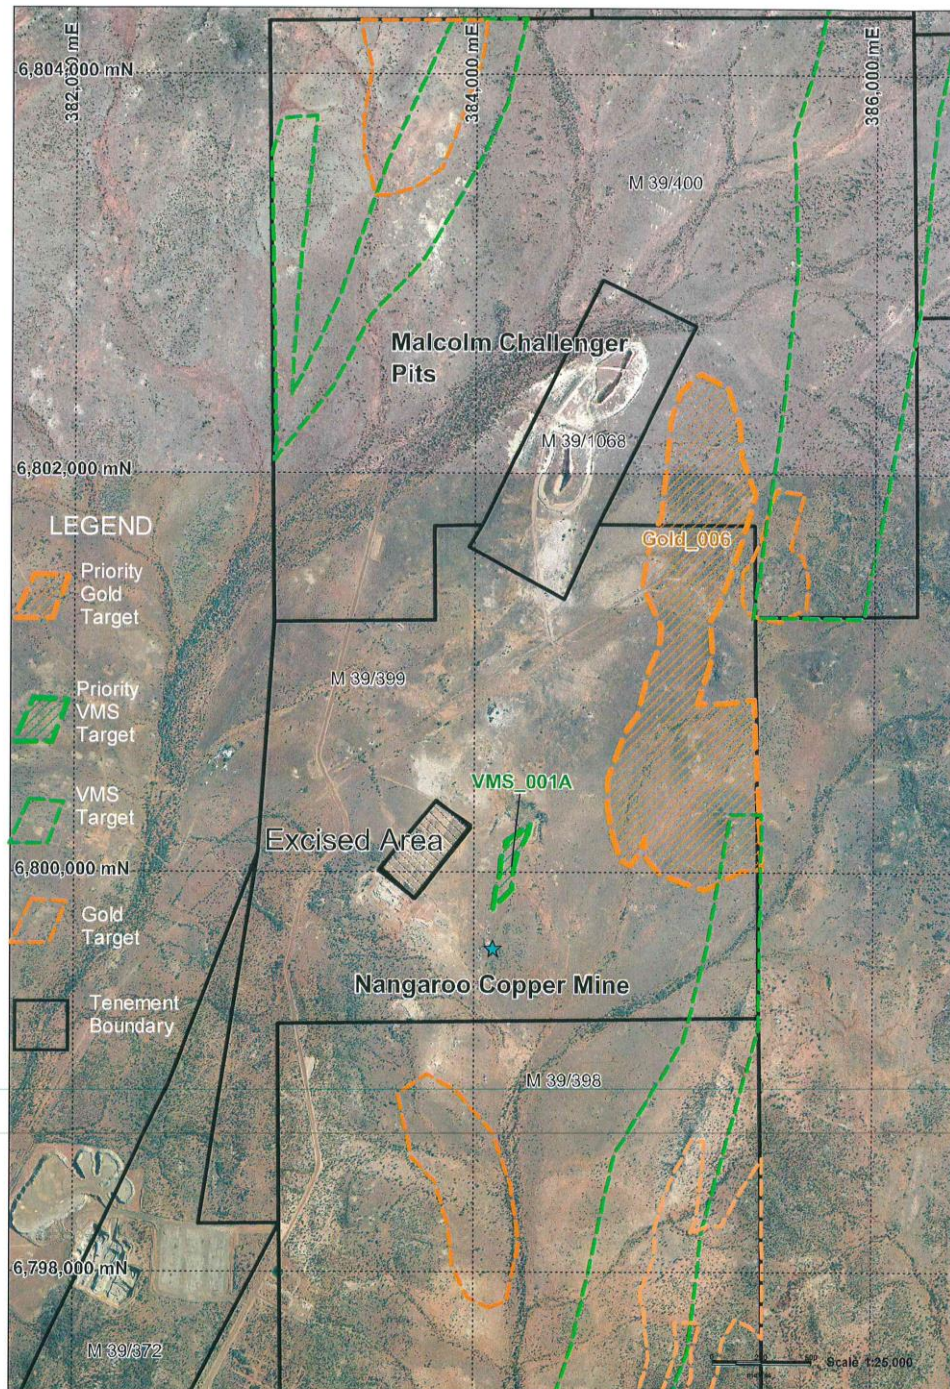 382,000 mE
384,000 mE
386,000 mE
6,804,000 mN
M 39/400
Malcolm Challenger
Pits
M 39/1068
6,802,000 mN
LEGEND
Gold_006
Priority
Gold
Target
M 39/399
Priority
VMS
Target
VMS_001A
VMS
Target
Excised Area
6,800,000 mN
Gold
Target
Nangaroo Copper Mine
Tenement
Boundary
M 39/398
6,798,000 mN
M 39/372
Scale 1:25,000